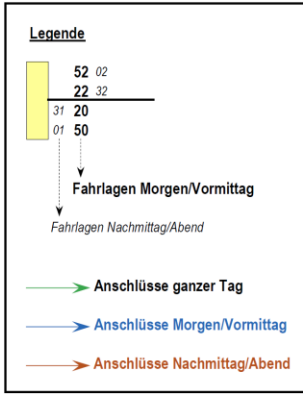 Legende
52 02
22 32
31 20
01 50
Fahrlagen Morgen/Vormittag
Fahrlagen Nachmittag/Abend
Anschlüsse ganzer Tag
Anschlüsse Morgen/Vormittag
Anschlüsse Nachmittag/Abend